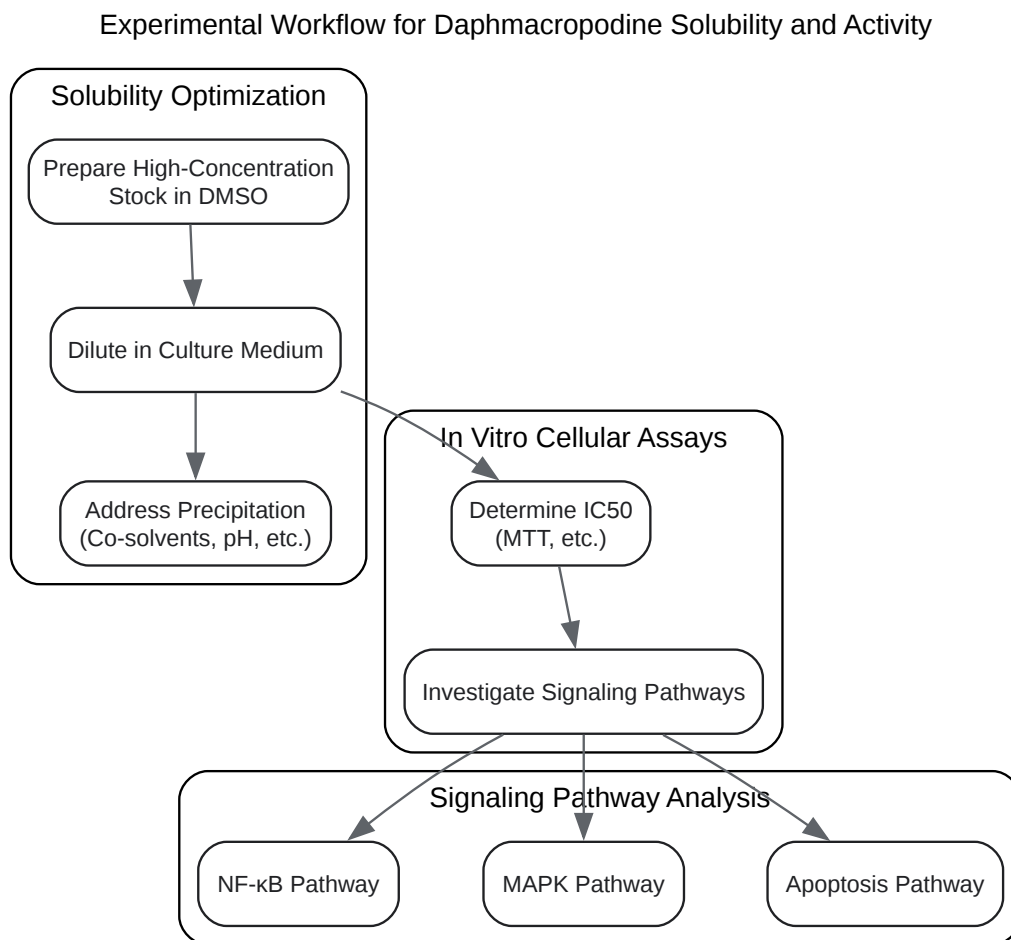 Experimental Workflow for Daphmacropodine Solubility and Activity
Solubility Optimization
Prepare High-Concentration
Stock in DMSO
Dilute in Culture Medium
Address Precipitation
(Co-solvents, pH, etc.)
In Vitro Cellular Assays
Determine IC50
(MTT, etc.)
Investigate Signaling Pathways
Signaling Pathway Analysis
NF-κB Pathway
MAPK Pathway
Apoptosis Pathway